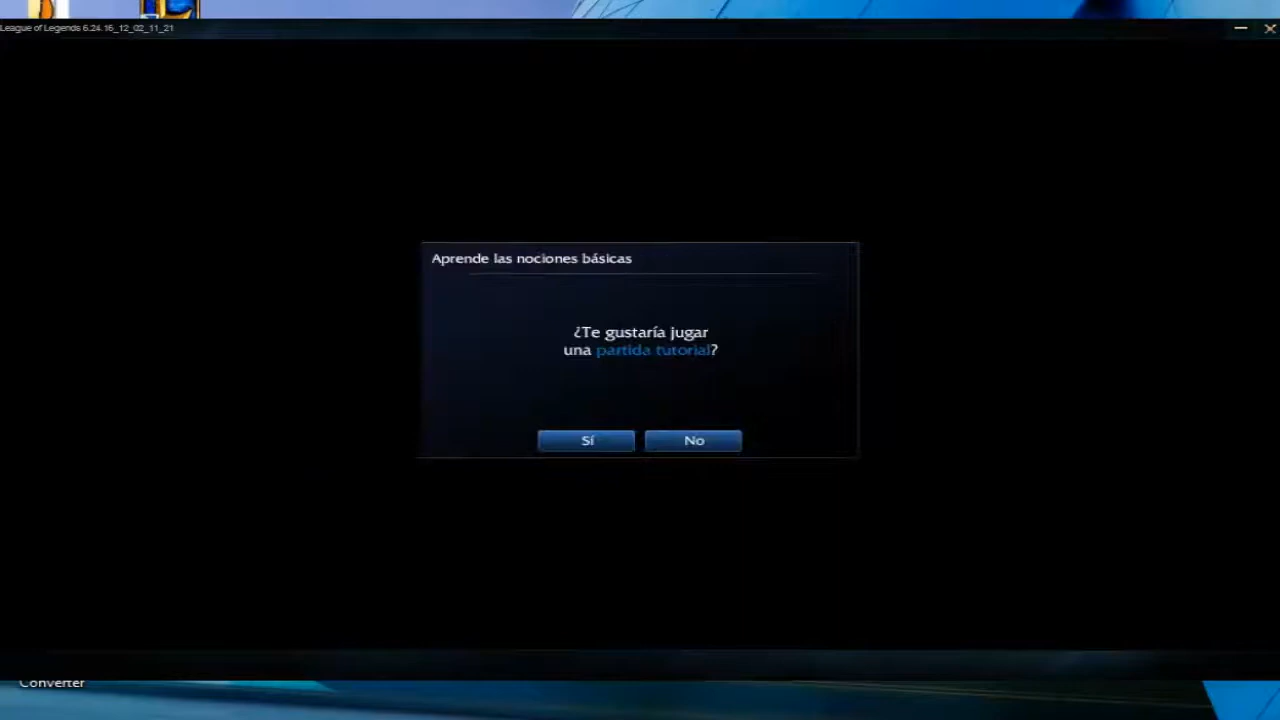 League of Legends 6.24.16_12_02_11_21
Aprende las nociones básicas
¿Te gustaría jugar
una partida tutorial?
Sí No
Converter